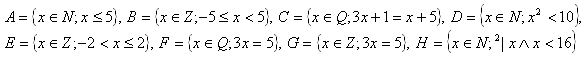 A = {x ∈ N; x ≤ 5}, B = {x ∈ Z; −5 ≤ x < 5}, C = {x ∈ Q; 3x + 1 = x + 5}, D = {x ∈ N; x² < 10},
E = {x ∈ Z; −2 < x ≤ 2}, F = {x ∈ Q; 3x = 5}, G = {x ∈ Z; 3x = 5}, H = {x ∈ N; ² | x ∧ x < 16}